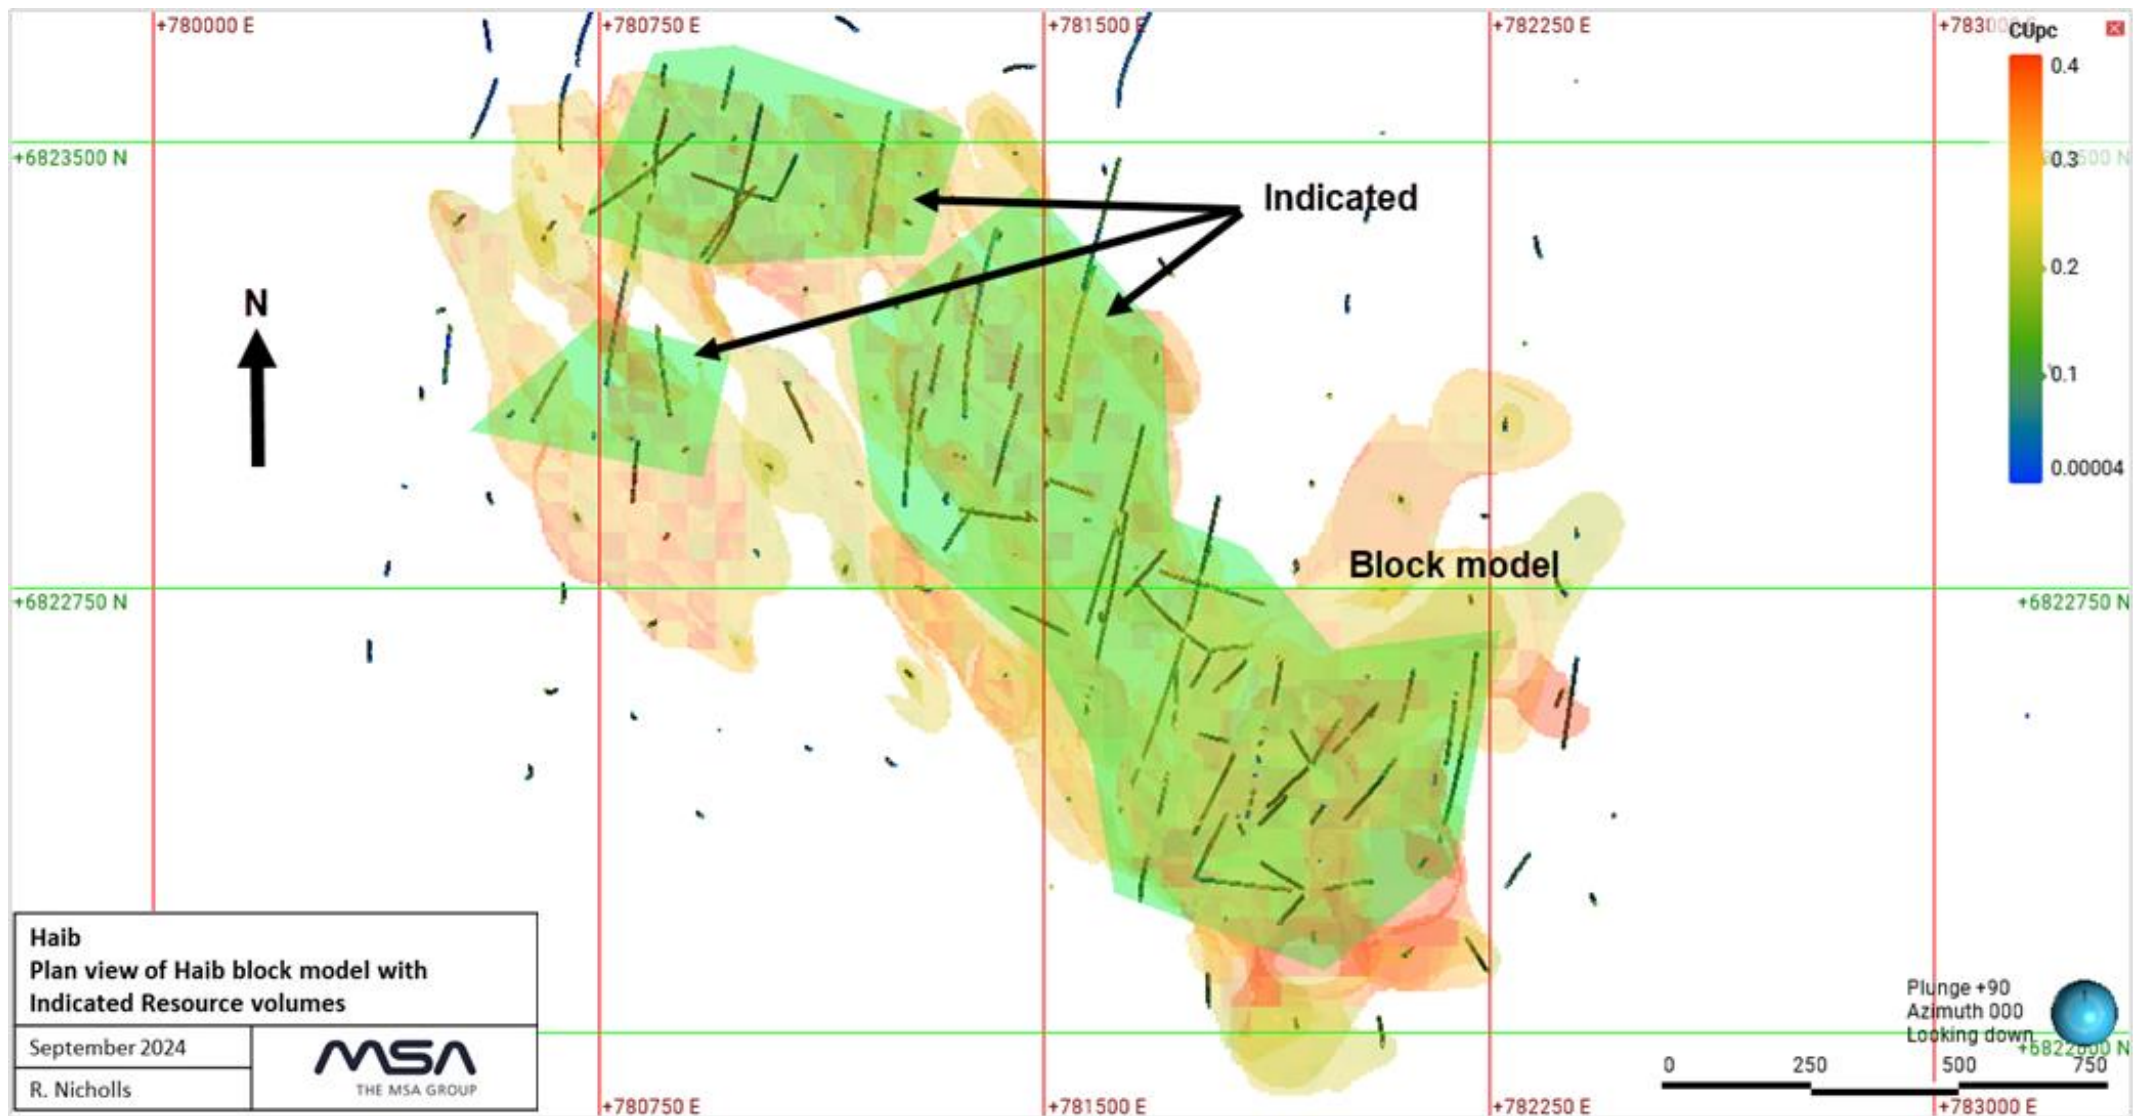 +780000 E
+780750 E
+781500 E
+782250 E
CUpc
0.4
+6823500 N
0.3
Indicated
0.2
N
0.1
0.00004
Block model
+6822750 N
+6822750 N
Haib
Plan view of Haib block model with
Indicated Resource volumes
September 2024
R. Nicholls
MSA
THE MSA GROUP
Plunge +90
Azimuth 000
Looking down
0
250
500
750
+780750 E
+781500 E
+782250 E
+783000 E